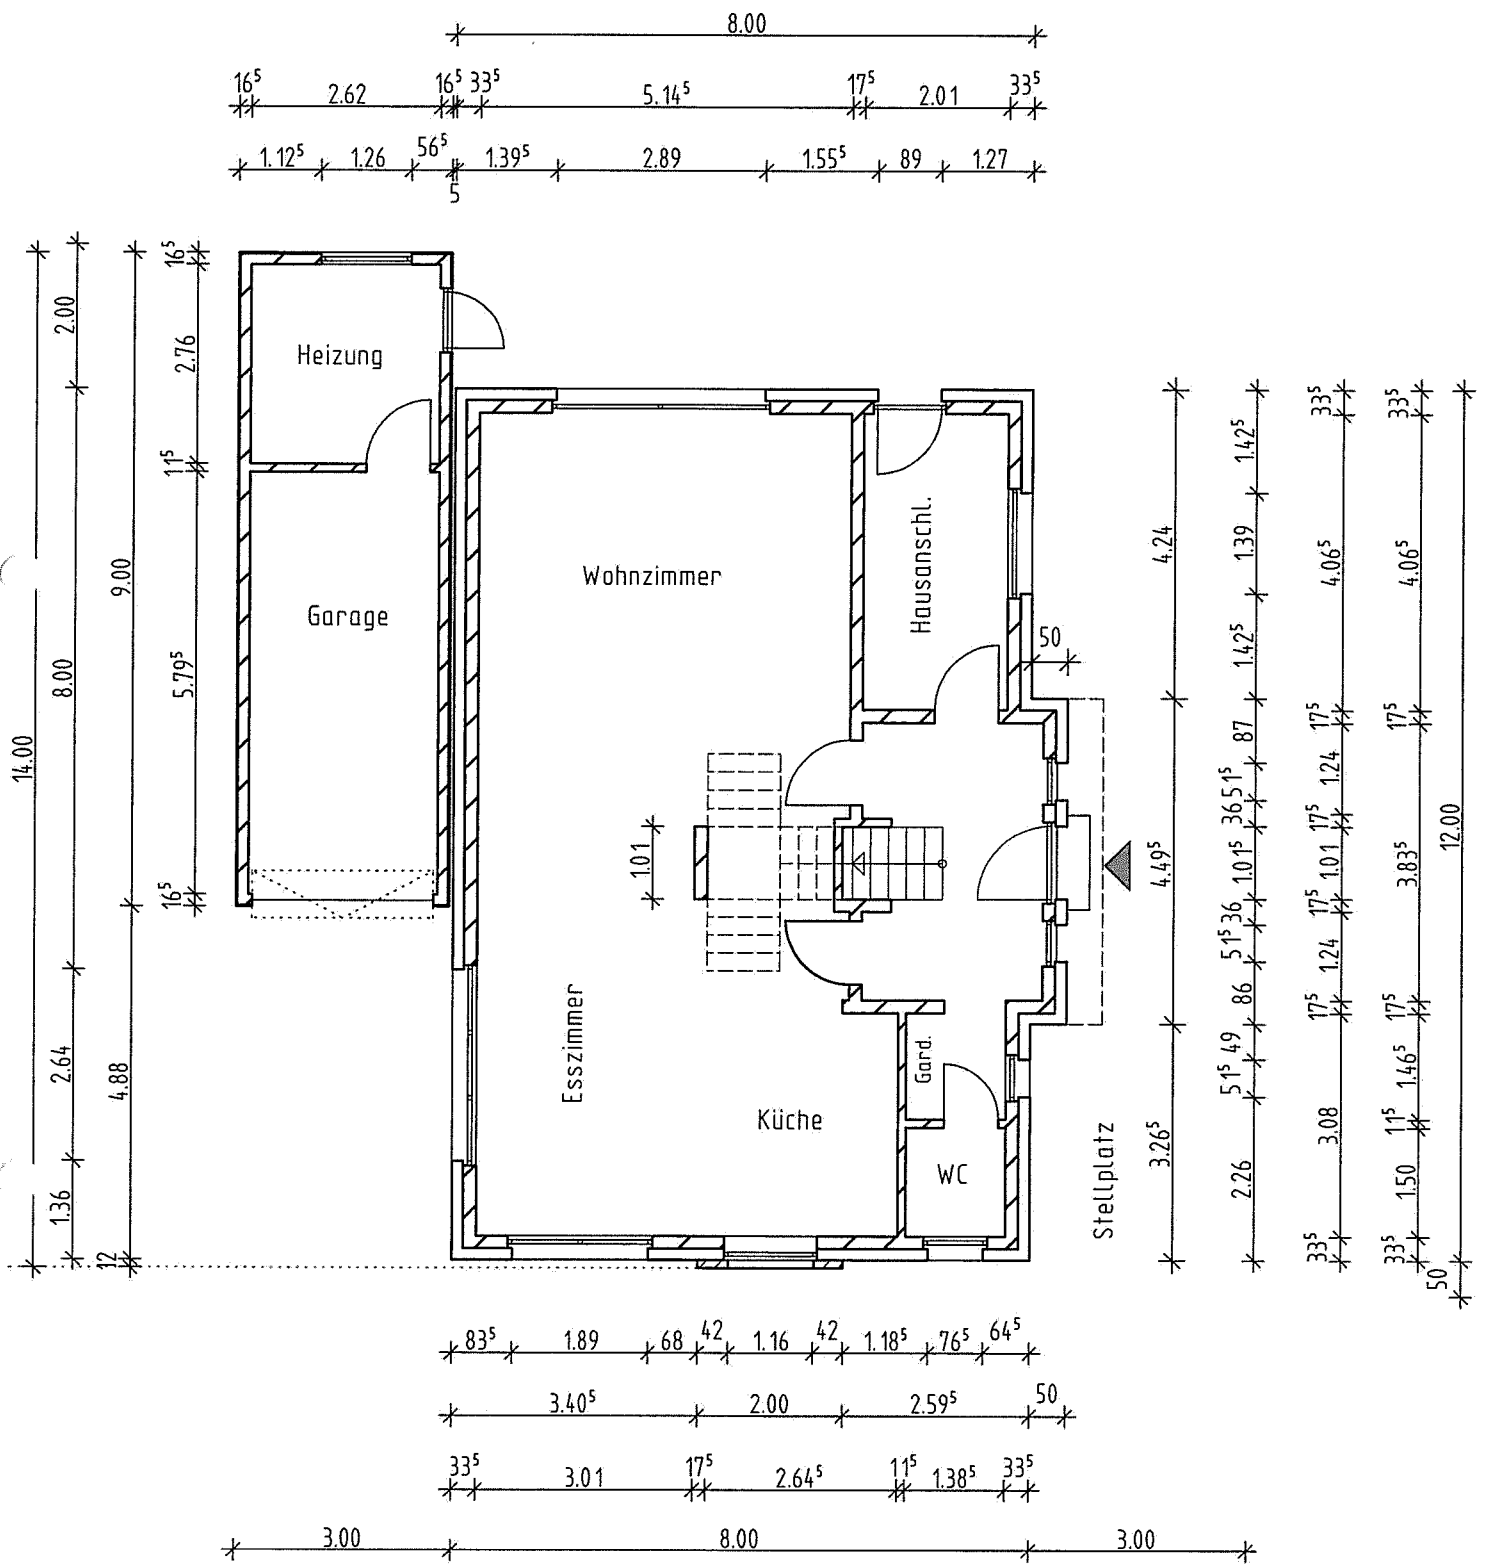 8.00
16⁵ 2.62 16⁵ 33⁵ 5.14⁵ 17⁵ 2.01 33⁵
1.12⁵ 1.26 56⁵ 5 1.39⁵ 2.89 1.55⁵ 89 1.27
14.00
2.00 8.00 2.64 1.36
9.00 4.88 12
16⁵ 2.76 11⁵ 5.79⁵ 16⁵
Heizung
Garage
Wohnzimmer
Hausanschl.
50
1.01
Esszimmer
Küche
Gard.
WC
Stellplatz
4.24 4.49⁵ 3.26⁵
1.42⁵ 1.39 1.42⁵ 87 51⁵ 36 1.01⁵ 36 51⁵ 86 49 51⁵ 2.26
33⁵ 4.06⁵ 17⁵ 1.24 17⁵ 1.01 17⁵ 1.24 17⁵ 3.08 33⁵
33⁵ 4.06⁵ 17⁵ 3.83⁵ 17⁵ 1.46⁵ 11⁵ 1.50 33⁵
12.00 50
83⁵ 1.89 68 42 1.16 42 1.18⁵ 76⁵ 64⁵
3.40⁵ 2.00 2.59⁵ 50
33⁵ 3.01 17⁵ 2.64⁵ 11⁵ 1.38⁵ 33⁵
3.00 8.00 3.00